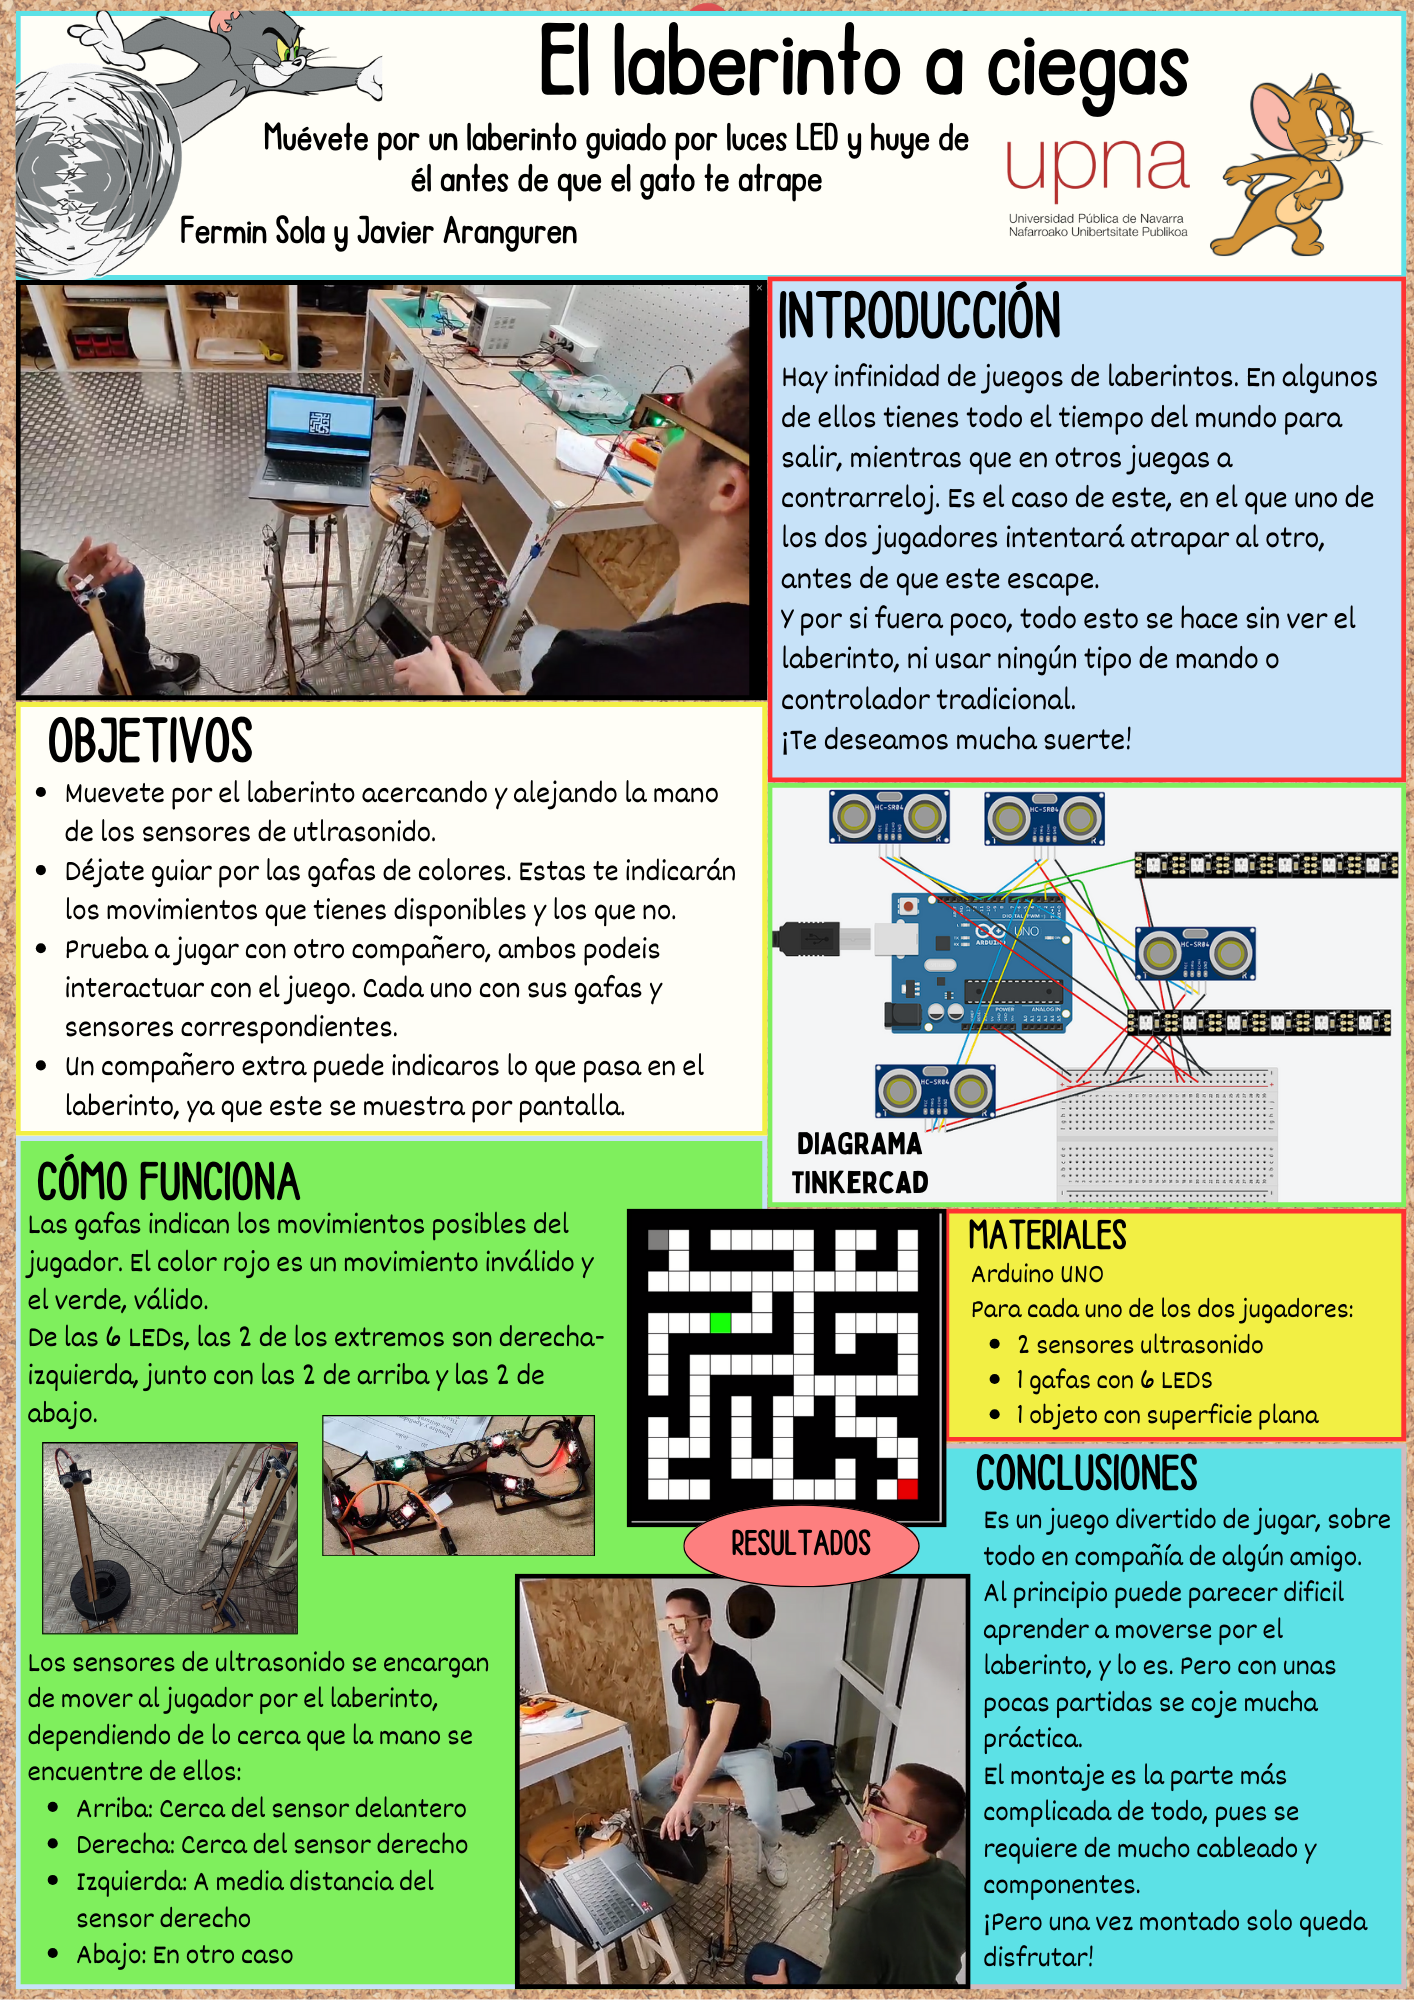 El laberinto a ciegas
Muévete por un laberinto guiado por luces LED y huye de
él antes de que el gato te atrape
Fermin Sola y Javier Aranguren
upna
Universidad Pública de Navarra
Nafarroako Unibertsitate Publikoa
INTRODUCCIÓN
Hay infinidad de juegos de laberintos. En algunos
de ellos tienes todo el tiempo del mundo para
salir, mientras que en otros juegas a
contrarreloj. Es el caso de este, en el que uno de
los dos jugadores intentará atrapar al otro,
antes de que este escape.
Y por si fuera poco, todo esto se hace sin ver el
laberinto, ni usar ningún tipo de mando o
controlador tradicional.
¡Te deseamos mucha suerte!
OBJETIVOS
• Muevete por el laberinto acercando y alejando la mano
de los sensores de utlrasonido.
• Déjate guiar por las gafas de colores. Estas te indicarán
los movimientos que tienes disponibles y los que no.
• Prueba a jugar con otro compañero, ambos podeis
interactuar con el juego. Cada uno con sus gafas y
sensores correspondientes.
• Un compañero extra puede indicaros lo que pasa en el
laberinto, ya que este se muestra por pantalla.
HC-SR04
HC-SR04
DIGITAL (PWM~)
UNO
ARDUINO
POWER
ANALOG IN
HC-SR04
HC-SR04
DIAGRAMA
TINKERCAD
CÓMO FUNCIONA
Las gafas indican los movimientos posibles del
jugador. El color rojo es un movimiento inválido y
el verde, válido.
De las 6 LEDs, las 2 de los extremos son derecha-
izquierda, junto con las 2 de arriba y las 2 de
abajo.
Los sensores de ultrasonido se encargan
de mover al jugador por el laberinto,
dependiendo de lo cerca que la mano se
encuentre de ellos:
• Arriba: Cerca del sensor delantero
• Derecha: Cerca del sensor derecho
• Izquierda: A media distancia del
sensor derecho
• Abajo: En otro caso
RESULTADOS
MATERIALES
Arduino UNO
Para cada uno de los dos jugadores:
• 2 sensores ultrasonido
• 1 gafas con 6 LEDS
• 1 objeto con superficie plana
CONCLUSIONES
Es un juego divertido de jugar, sobre
todo en compañía de algún amigo.
Al principio puede parecer dificil
aprender a moverse por el
laberinto, y lo es. Pero con unas
pocas partidas se coje mucha
práctica.
El montaje es la parte más
complicada de todo, pues se
requiere de mucho cableado y
componentes.
¡Pero una vez montado solo queda
disfrutar!